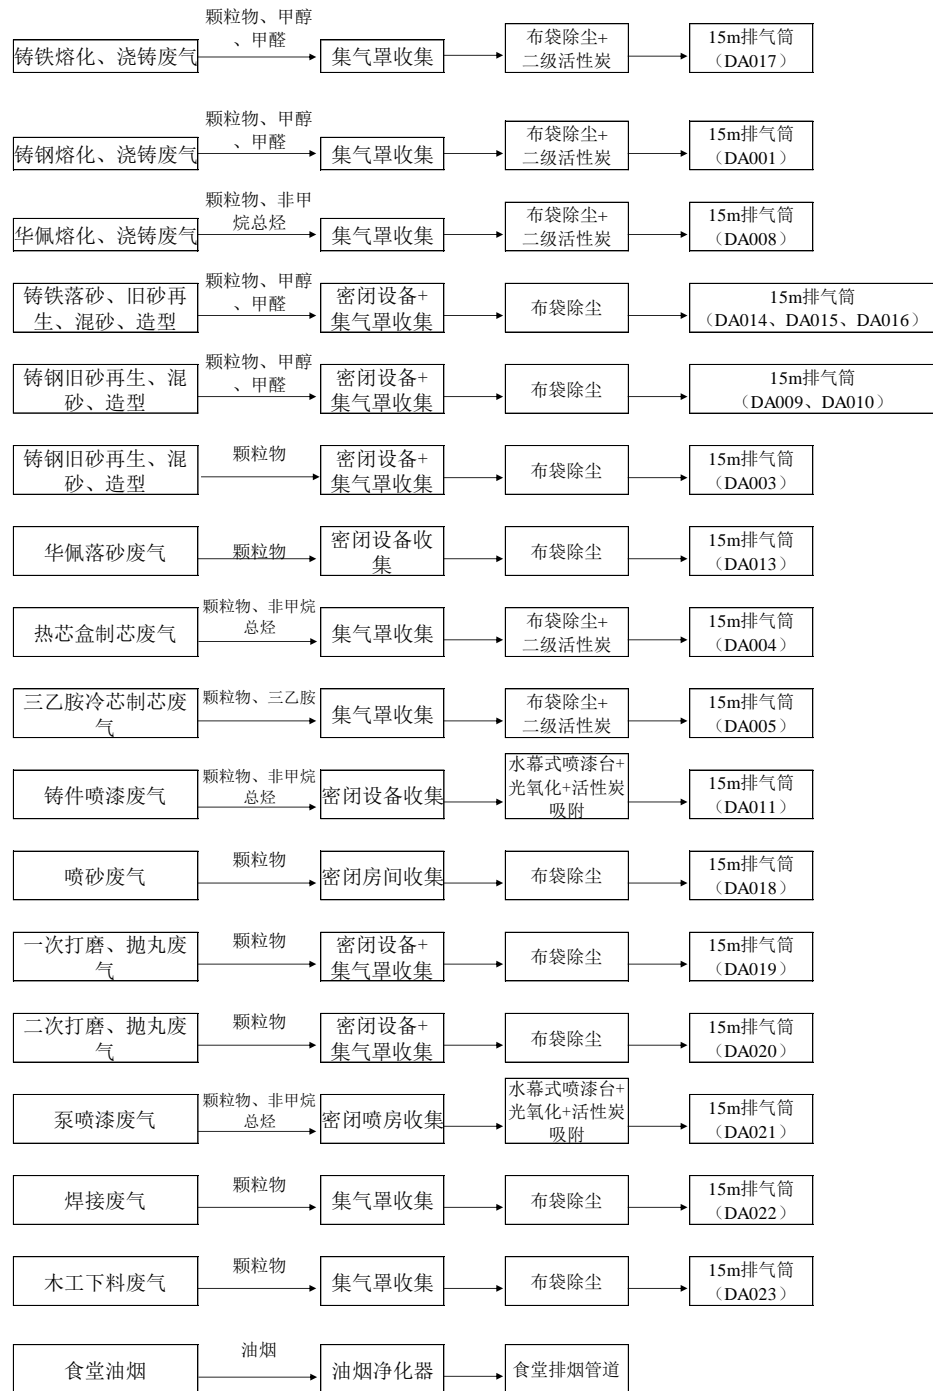 颗粒物、甲醇
、甲醛
铸铁熔化、浇铸废气
集气罩收集
布袋除尘+
二级活性炭
15m排气筒
（DA017）
颗粒物、甲醇
、甲醛
铸钢熔化、浇铸废气
集气罩收集
布袋除尘+
二级活性炭
15m排气筒
（DA001）
颗粒物、非甲
烷总烃
华佩熔化、浇铸废气
集气罩收集
布袋除尘+
二级活性炭
15m排气筒
（DA008）
铸铁落砂、旧砂再
生、混砂、造型
颗粒物、甲醇
、甲醛
密闭设备+
集气罩收集
布袋除尘
15m排气筒
（DA014、DA015、DA016）
铸钢旧砂再生、混
砂、造型
颗粒物、甲醇
、甲醛
密闭设备+
集气罩收集
布袋除尘
15m排气筒
（DA009、DA010）
铸钢旧砂再生、混
砂、造型
颗粒物
密闭设备+
集气罩收集
布袋除尘
15m排气筒
（DA003）
华佩落砂废气
颗粒物
密闭设备收
集
布袋除尘
15m排气筒
（DA013）
热芯盒制芯废气
颗粒物、非甲烷
总烃
集气罩收集
布袋除尘+
二级活性炭
15m排气筒
（DA004）
三乙胺冷芯制芯废
气
颗粒物、三乙胺
集气罩收集
布袋除尘+
二级活性炭
15m排气筒
（DA005）
铸件喷漆废气
颗粒物、非甲烷
总烃
密闭设备收集
水幕式喷漆台+
光氧化+活性炭
吸附
15m排气筒
（DA011）
喷砂废气
颗粒物
密闭房间收集
布袋除尘
15m排气筒
（DA018）
一次打磨、抛丸废
气
颗粒物
密闭设备+
集气罩收集
布袋除尘
15m排气筒
（DA019）
二次打磨、抛丸废
气
颗粒物
密闭设备+
集气罩收集
布袋除尘
15m排气筒
（DA020）
泵喷漆废气
颗粒物、非甲烷
总烃
密闭喷房收集
水幕式喷漆台+
光氧化+活性炭
吸附
15m排气筒
（DA021）
焊接废气
颗粒物
集气罩收集
布袋除尘
15m排气筒
（DA022）
木工下料废气
颗粒物
集气罩收集
布袋除尘
15m排气筒
（DA023）
食堂油烟
油烟
油烟净化器
食堂排烟管道